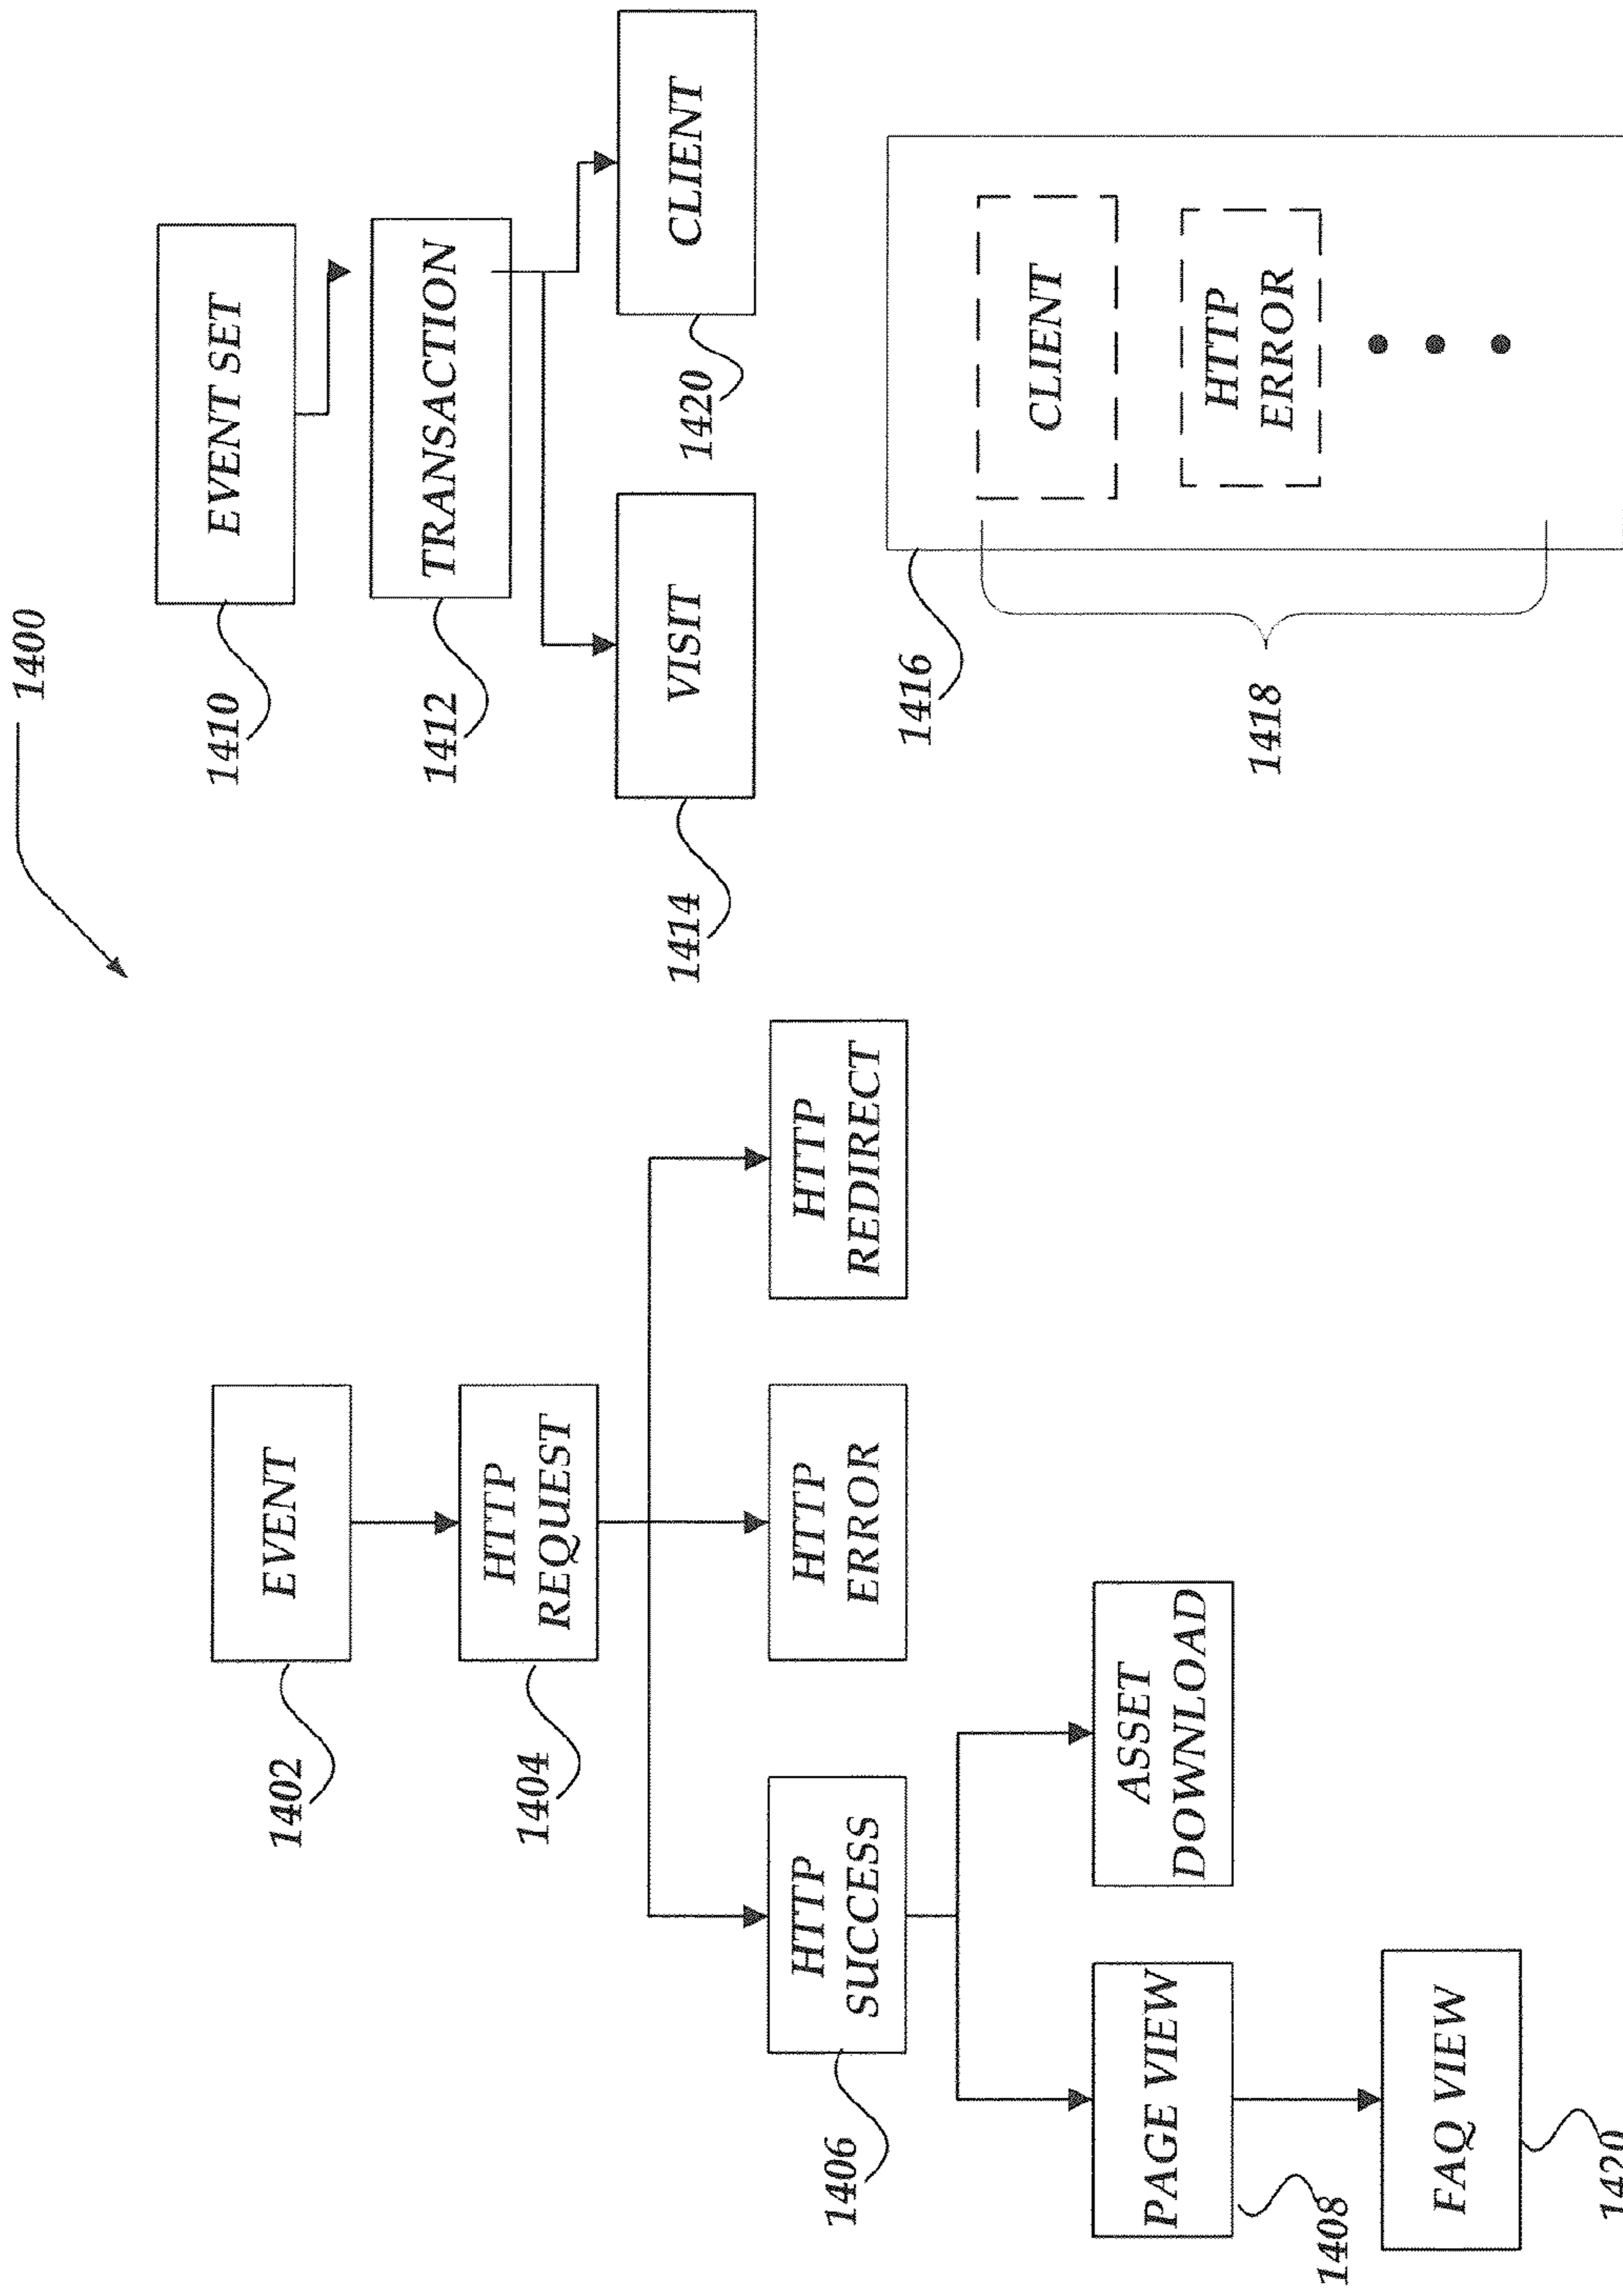 1400
EVENT
1402
HTTP
REQUEST
1404
HTTP
SUCCESS
1406
HTTP
ERROR
HTTP
REDIRECT
PAGE VIEW
1408
ASSET
DOWNLOAD
FAQ VIEW
1420
EVENT SET
1410
TRANSACTION
1412
VISIT
1414
CLIENT
1420
1416
CLIENT
HTTP
ERROR
1418